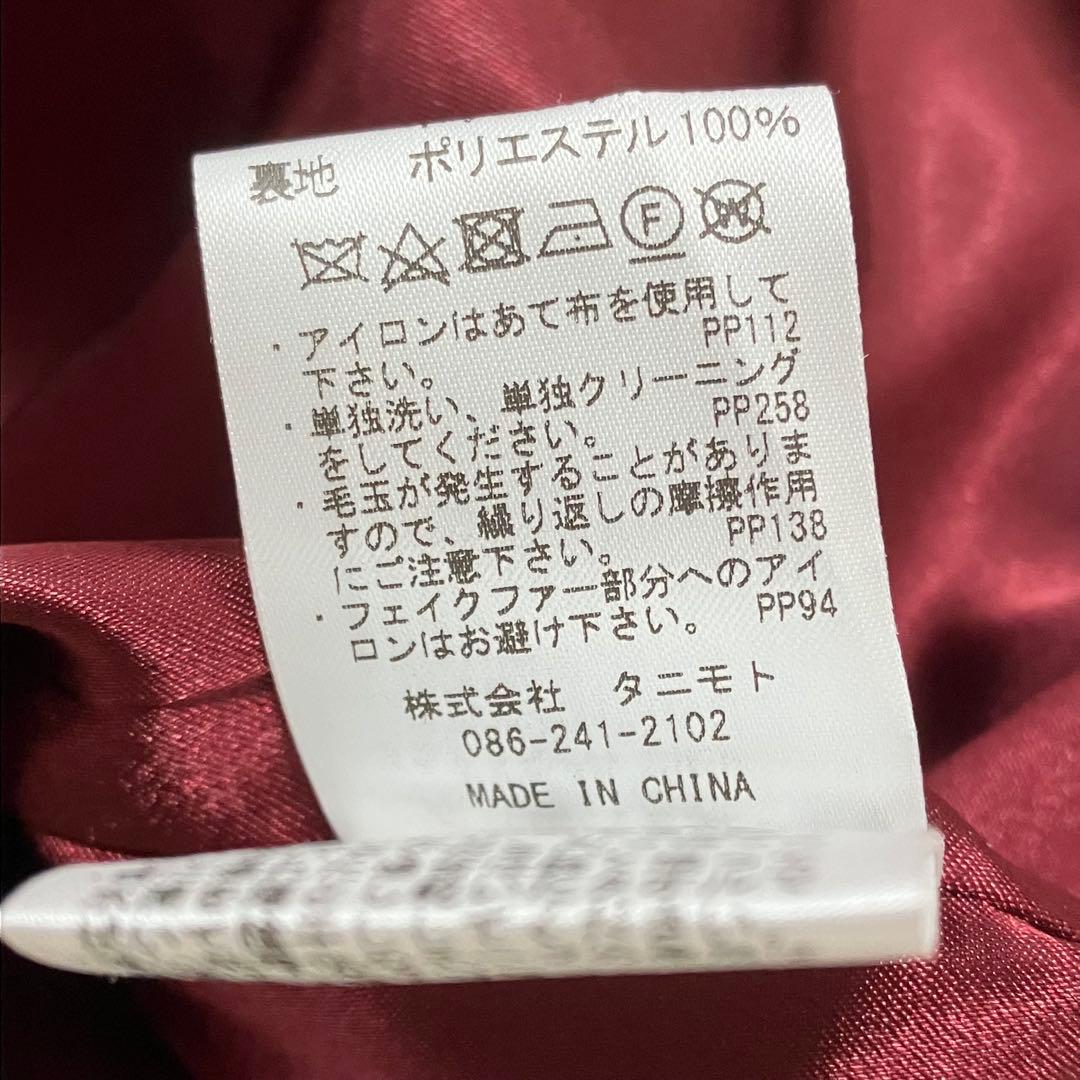 裏地 ポリエステル100%
F W
・アイロンはあて布を使用して
下さい。 PP112
・単独洗い、単独クリーニング
をしてください。 PP258
・毛玉が発生することがありま
すので、繰り返しの摩擦作用
にご注意下さい。 PP138
・フェイクファー部分へのアイ
ロンはお避け下さい。 PP94
株式会社 タニモト
086-241-2102
MADE IN CHINA